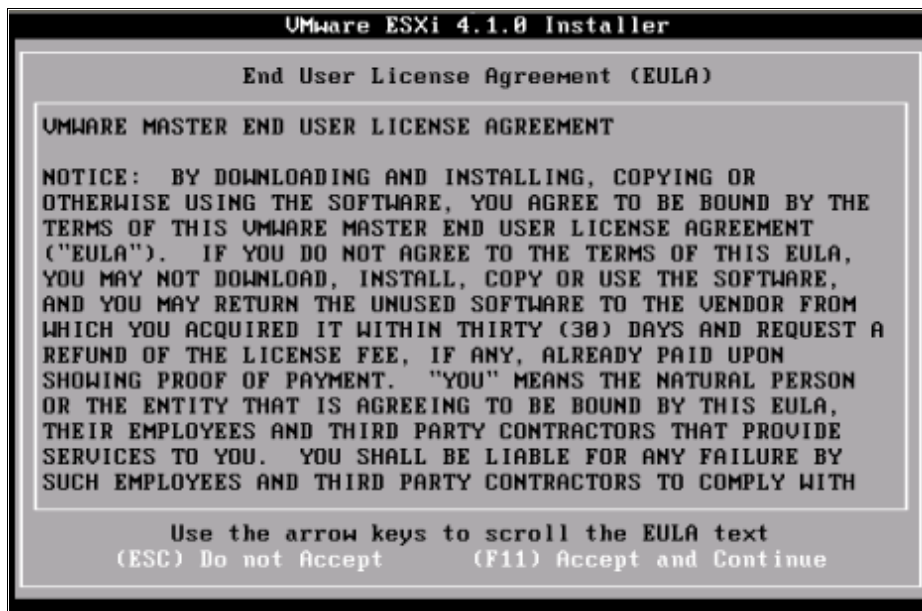 VMware ESXi 4.1.0 Installer
End User License Agreement (EULA)
VMWARE MASTER END USER LICENSE AGREEMENT
NOTICE:  BY DOWNLOADING AND INSTALLING, COPYING OR
OTHERWISE USING THE SOFTWARE, YOU AGREE TO BE BOUND BY THE
TERMS OF THIS VMWARE MASTER END USER LICENSE AGREEMENT
("EULA").  IF YOU DO NOT AGREE TO THE TERMS OF THIS EULA,
YOU MAY NOT DOWNLOAD, INSTALL, COPY OR USE THE SOFTWARE,
AND YOU MAY RETURN THE UNUSED SOFTWARE TO THE VENDOR FROM
WHICH YOU ACQUIRED IT WITHIN THIRTY (30) DAYS AND REQUEST A
REFUND OF THE LICENSE FEE, IF ANY, ALREADY PAID UPON
SHOWING PROOF OF PAYMENT.  "YOU" MEANS THE NATURAL PERSON
OR THE ENTITY THAT IS AGREEING TO BE BOUND BY THIS EULA,
THEIR EMPLOYEES AND THIRD PARTY CONTRACTORS THAT PROVIDE
SERVICES TO YOU.  YOU SHALL BE LIABLE FOR ANY FAILURE BY
SUCH EMPLOYEES AND THIRD PARTY CONTRACTORS TO COMPLY WITH
Use the arrow keys to scroll the EULA text
(ESC) Do not Accept (F11) Accept and Continue